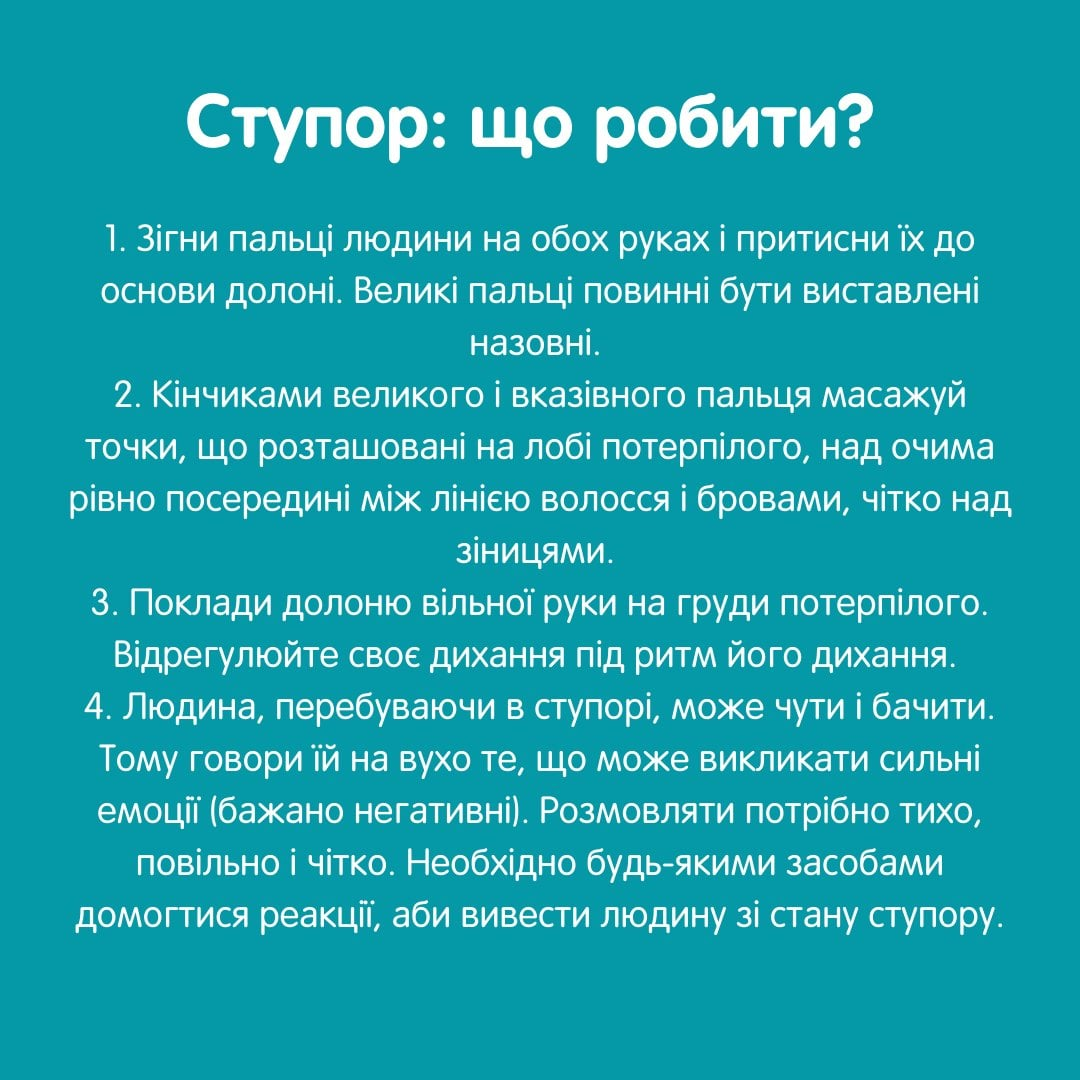 Ступор: що робити?
1. Зігни пальці людини на обох руках і притисни їх до
основи долоні. Великі пальці повинні бути виставлені
назовні.
2. Кінчиками великого і вказівного пальця масажуй
точки, що розташовані на лобі потерпілого, над очима
рівно посередині між лінією волосся і бровами, чітко над
зіницями.
3. Поклади долоню вільної руки на груди потерпілого.
Відрегулюйте своє дихання під ритм його дихання.
4. Людина, перебуваючи в ступорі, може чути і бачити.
Тому говори їй на вухо те, що може викликати сильні
емоції (бажано негативні). Розмовляти потрібно тихо,
повільно і чітко. Необхідно будь-якими засобами
домогтися реакції, аби вивести людину зі стану ступору.